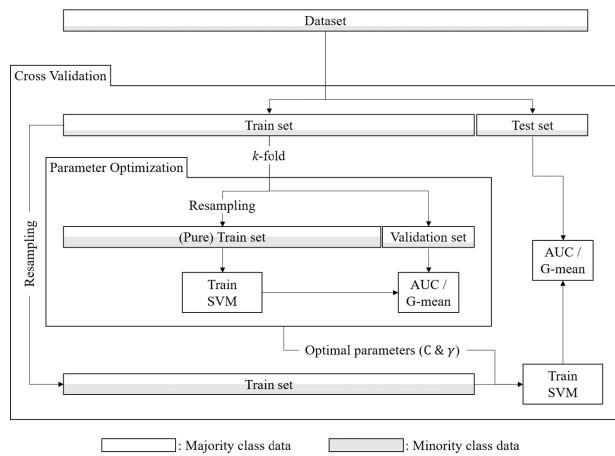 Dataset
Cross Validation
Train set
Test set
k-fold
Parameter Optimization
Resampling
Resampling
(Pure) Train set
Validation set
Train
SVM
AUC /
G-mean
AUC /
G-mean
Optimal parameters (C & γ)
Train set
Train
SVM
: Majority class data
: Minority class data